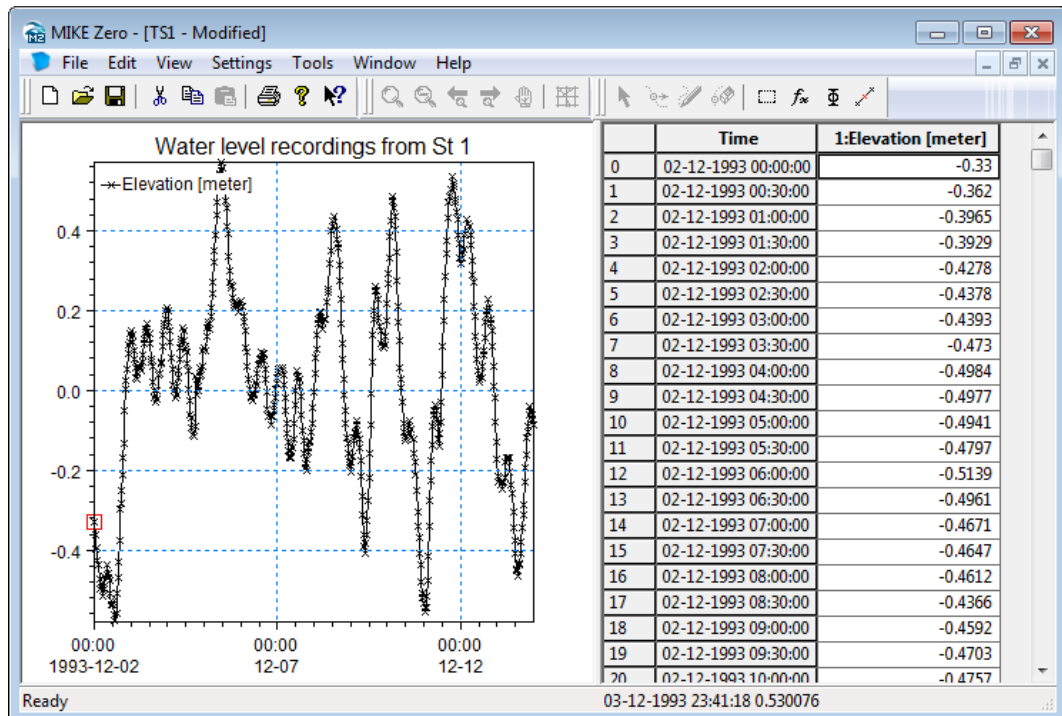 MIKE Zero - [TS1 - Modified]
File Edit View Settings Tools Window Help
Water level recordings from St 1
Elevation [meter]
0.4
0.2
0.0
-0.2
-0.4
00:00 00:00 00:00
1993-12-02 12-07 12-12
Time 1:Elevation [meter]
0 02-12-1993 00:00:00 -0.33
1 02-12-1993 00:30:00 -0.362
2 02-12-1993 01:00:00 -0.3965
3 02-12-1993 01:30:00 -0.3929
4 02-12-1993 02:00:00 -0.4278
5 02-12-1993 02:30:00 -0.4378
6 02-12-1993 03:00:00 -0.4393
7 02-12-1993 03:30:00 -0.473
8 02-12-1993 04:00:00 -0.4984
9 02-12-1993 04:30:00 -0.4977
10 02-12-1993 05:00:00 -0.4941
11 02-12-1993 05:30:00 -0.4797
12 02-12-1993 06:00:00 -0.5139
13 02-12-1993 06:30:00 -0.4961
14 02-12-1993 07:00:00 -0.4671
15 02-12-1993 07:30:00 -0.4647
16 02-12-1993 08:00:00 -0.4612
17 02-12-1993 08:30:00 -0.4366
18 02-12-1993 09:00:00 -0.4592
19 02-12-1993 09:30:00 -0.4703
20 02-12-1993 10:00:00 -0.4757
Ready 03-12-1993 23:41:18 0.530076